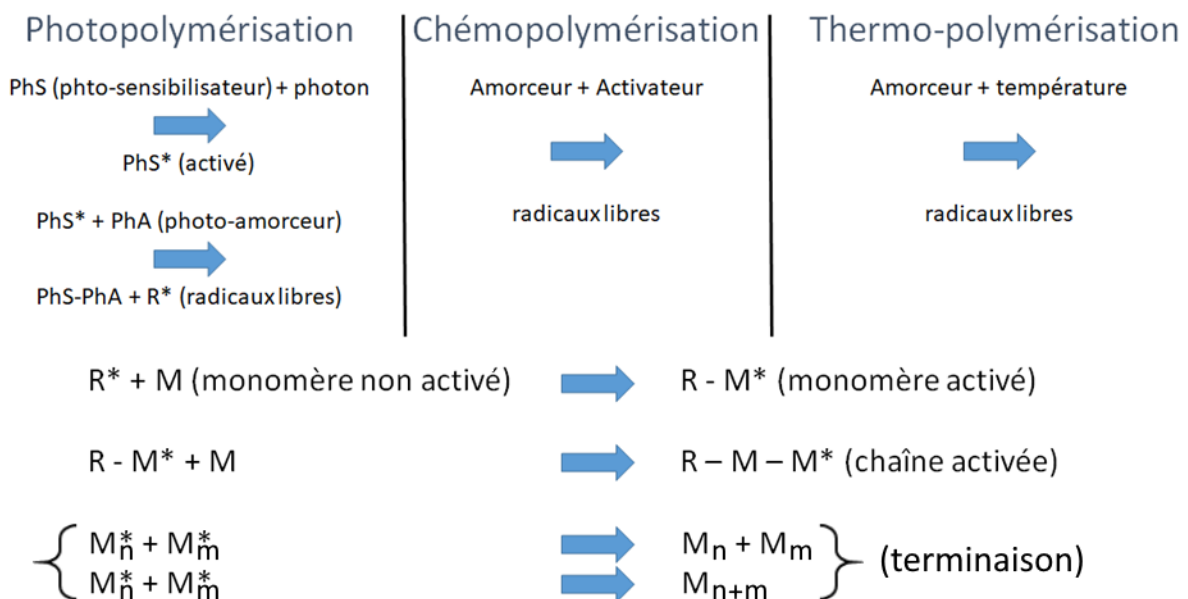 Photopolymérisation
PhS (phto-sensibilisateur) + photon
PhS* (activé)
PhS* + PhA (photo-amorceur)
PhS-PhA + R* (radicaux libres)
Chémopolymérisation
Amorceur + Activateur
radicaux libres
Thermo-polymérisation
Amorceur + température
radicaux libres
R* + M (monomère non activé) R - M* (monomère activé)
R - M* + M R – M – M* (chaîne activée)
M*n + M*m Mn + Mm
M*n + M*m Mn+m
(terminaison)